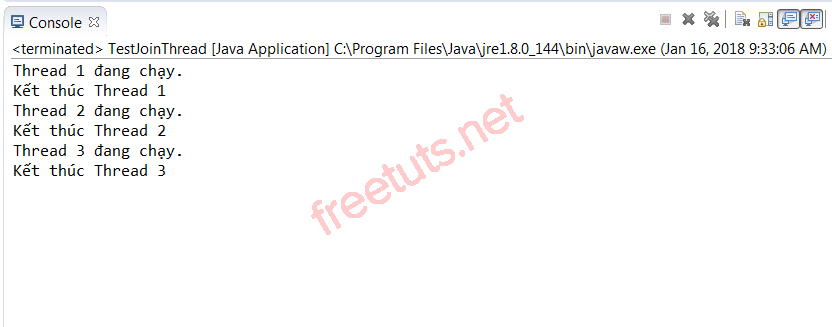 Console
<terminated> TestJoinThread [Java Application] C:\Program Files\Java\jre1.8.0_144\bin\javaw.exe (Jan 16, 2018 9:33:06 AM)
Thread 1 đang chạy.
Kết thúc Thread 1
Thread 2 đang chạy.
Kết thúc Thread 2
Thread 3 đang chạy.
Kết thúc Thread 3
freetuts.net